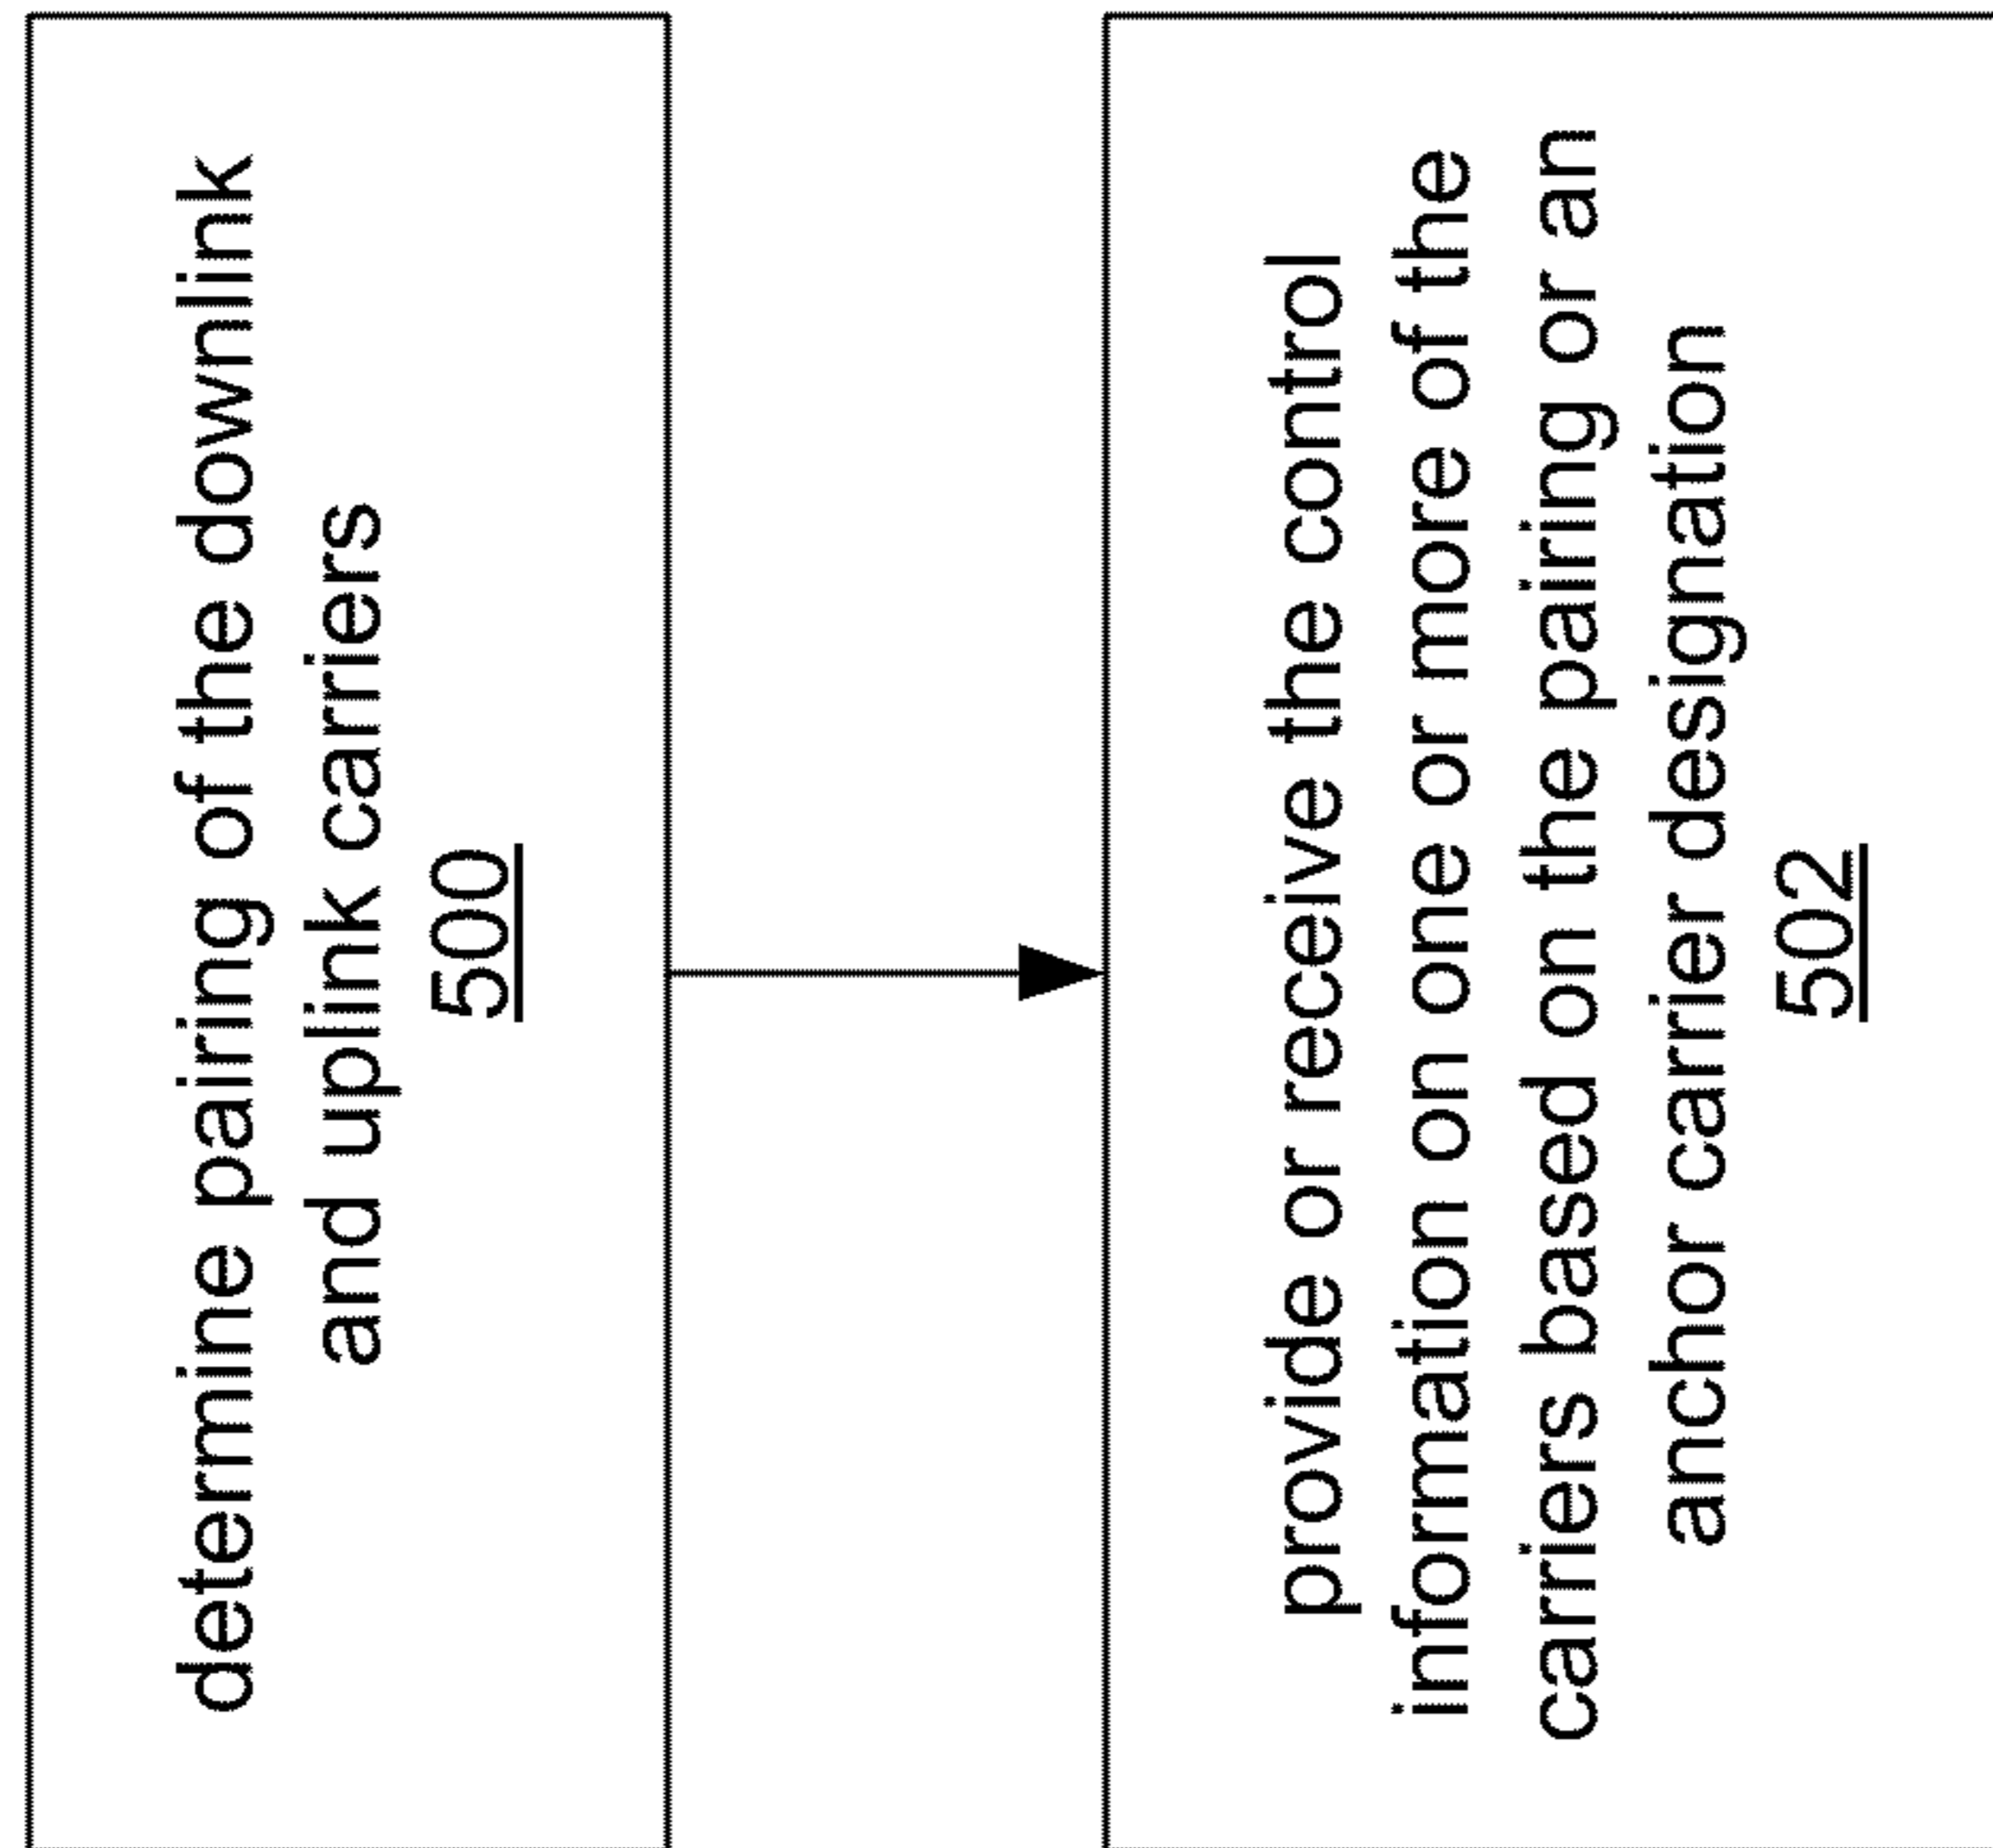 determine pairing of the downlink
and uplink carriers
500
provide or receive the control
information on one or more of the
carriers based on the pairing or an
anchor carrier designation
502